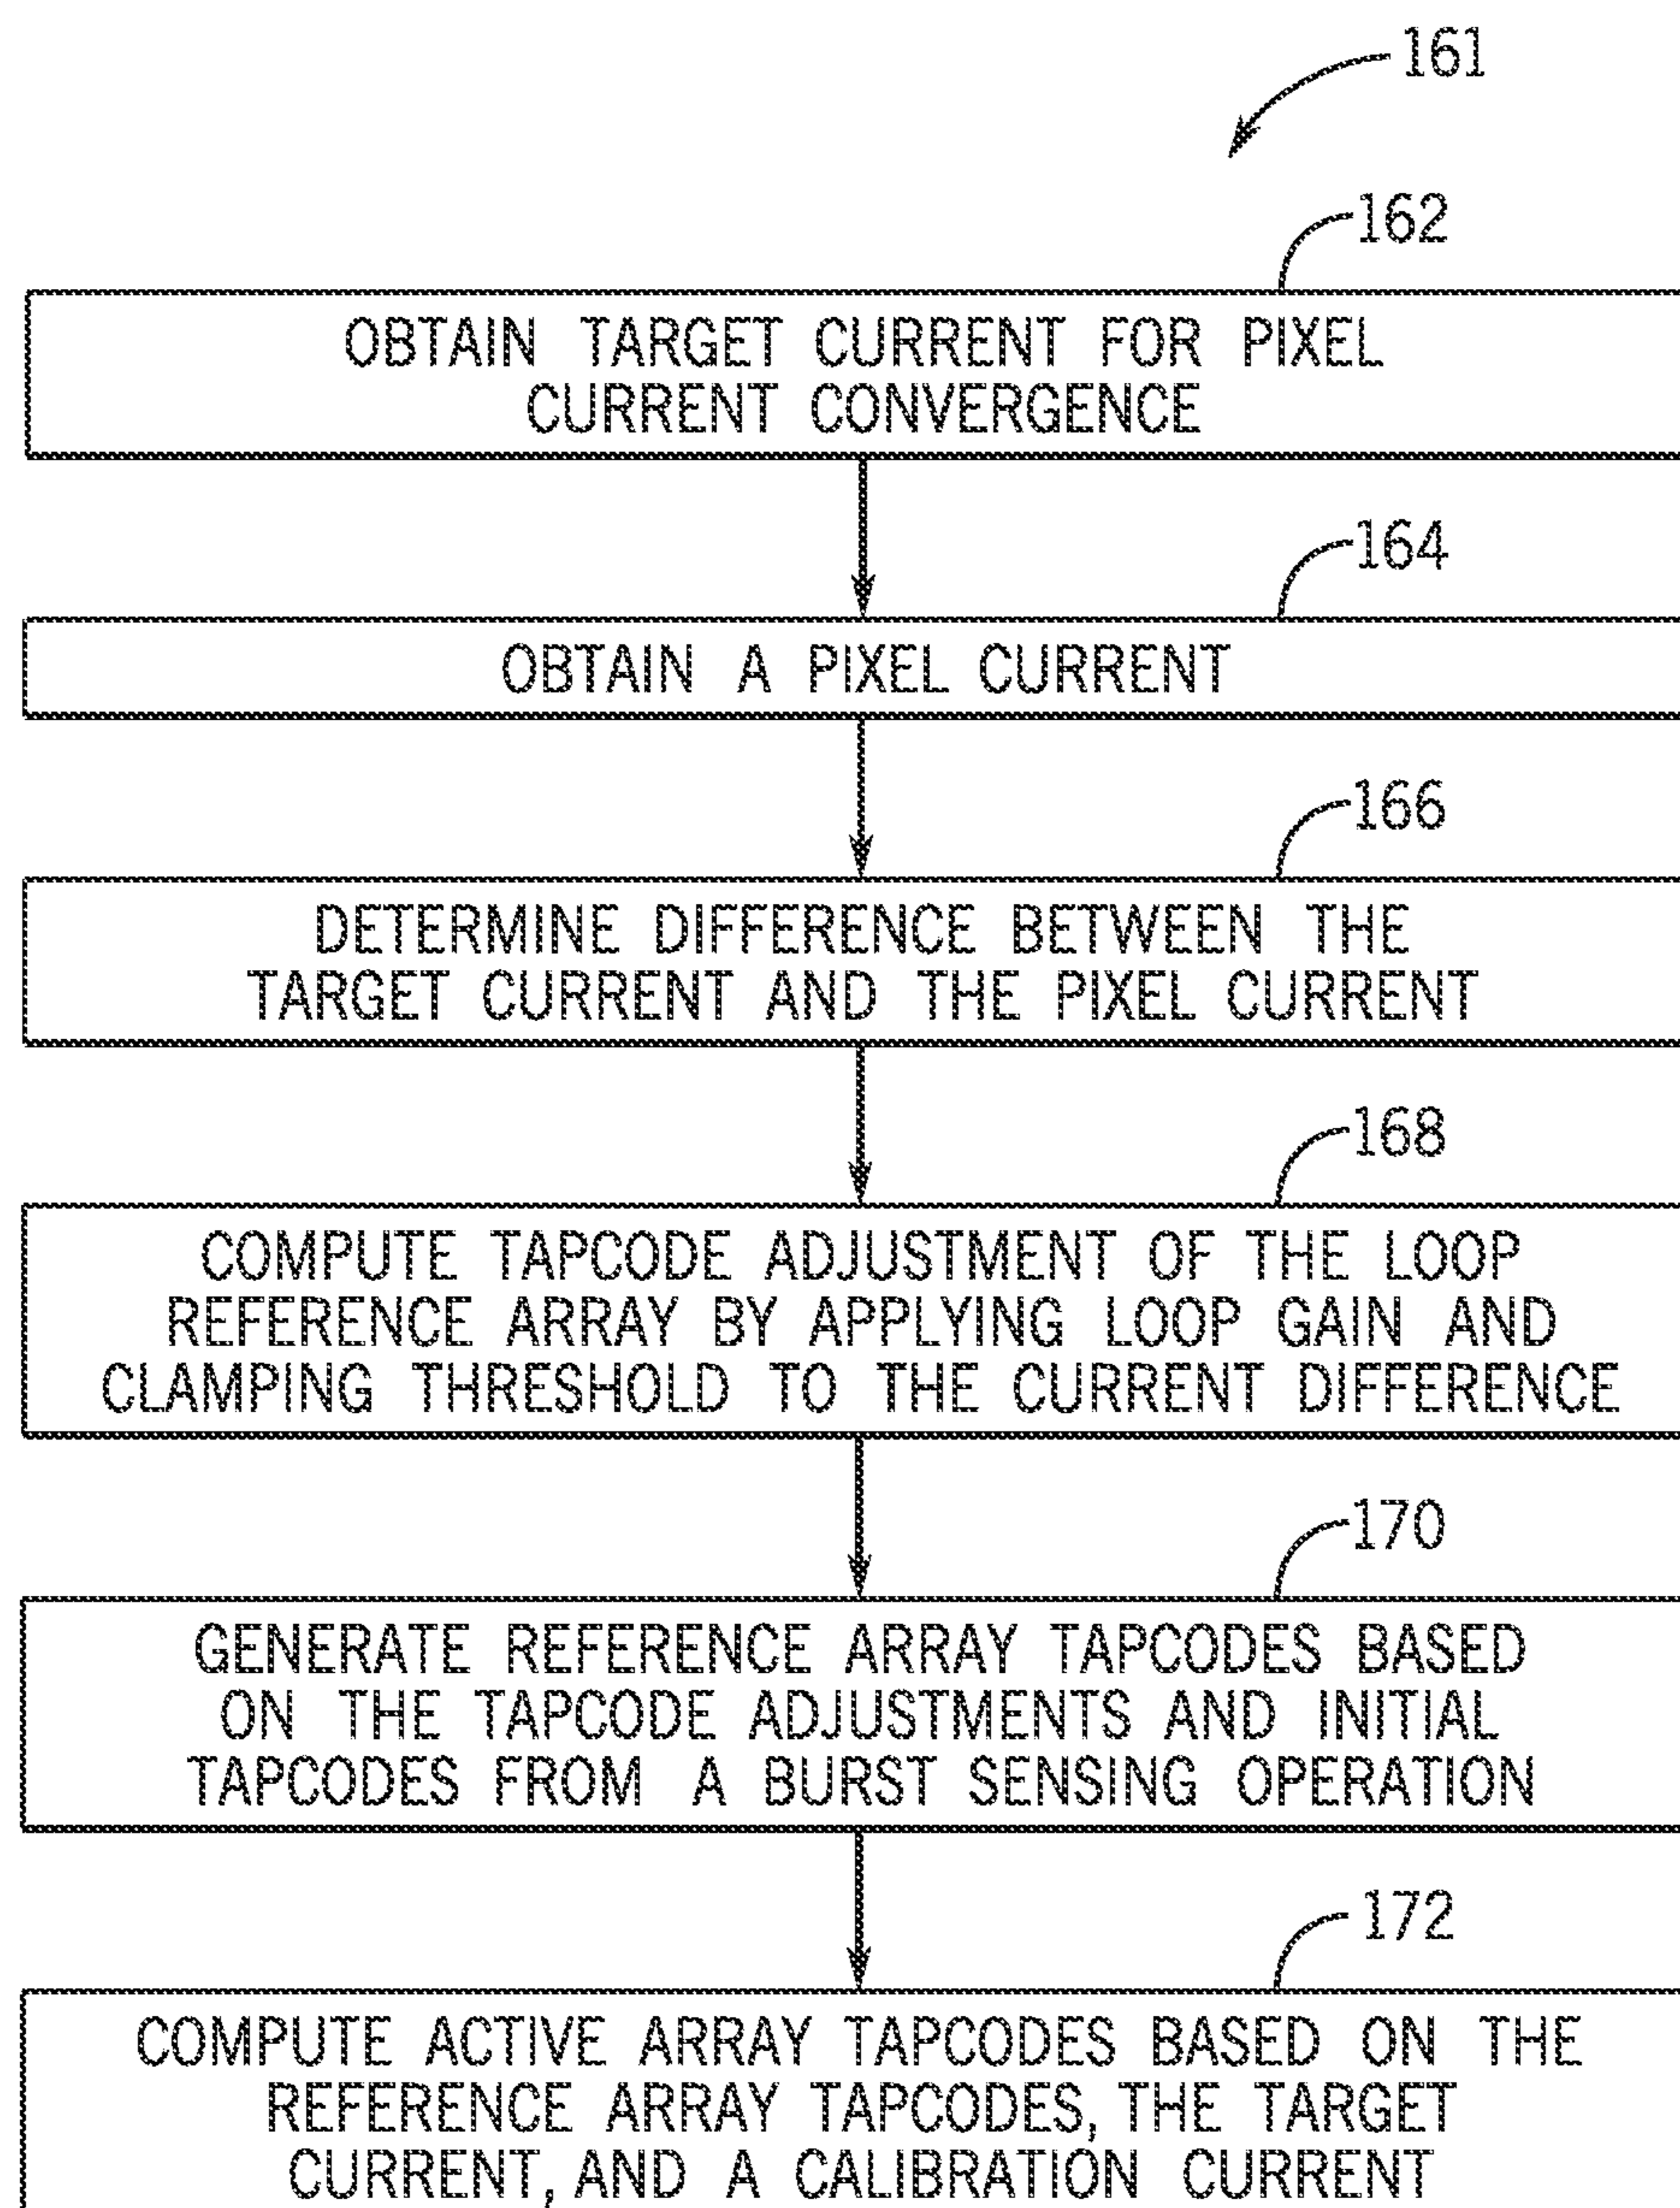 161
162
OBTAIN TARGET CURRENT FOR PIXEL
CURRENT CONVERGENCE
164
OBTAIN A PIXEL CURRENT
166
DETERMINE DIFFERENCE BETWEEN THE
TARGET CURRENT AND THE PIXEL CURRENT
168
COMPUTE TAPCODE ADJUSTMENT OF THE LOOP
REFERENCE ARRAY BY APPLYING LOOP GAIN AND
CLAMPING THRESHOLD TO THE CURRENT DIFFERENCE
170
GENERATE REFERENCE ARRAY TAPCODES BASED
ON THE TAPCODE ADJUSTMENTS AND INITIAL
TAPCODES FROM A BURST SENSING OPERATION
172
COMPUTE ACTIVE ARRAY TAPCODES BASED ON THE
REFERENCE ARRAY TAPCODES, THE TARGET
CURRENT, AND A CALIBRATION CURRENT